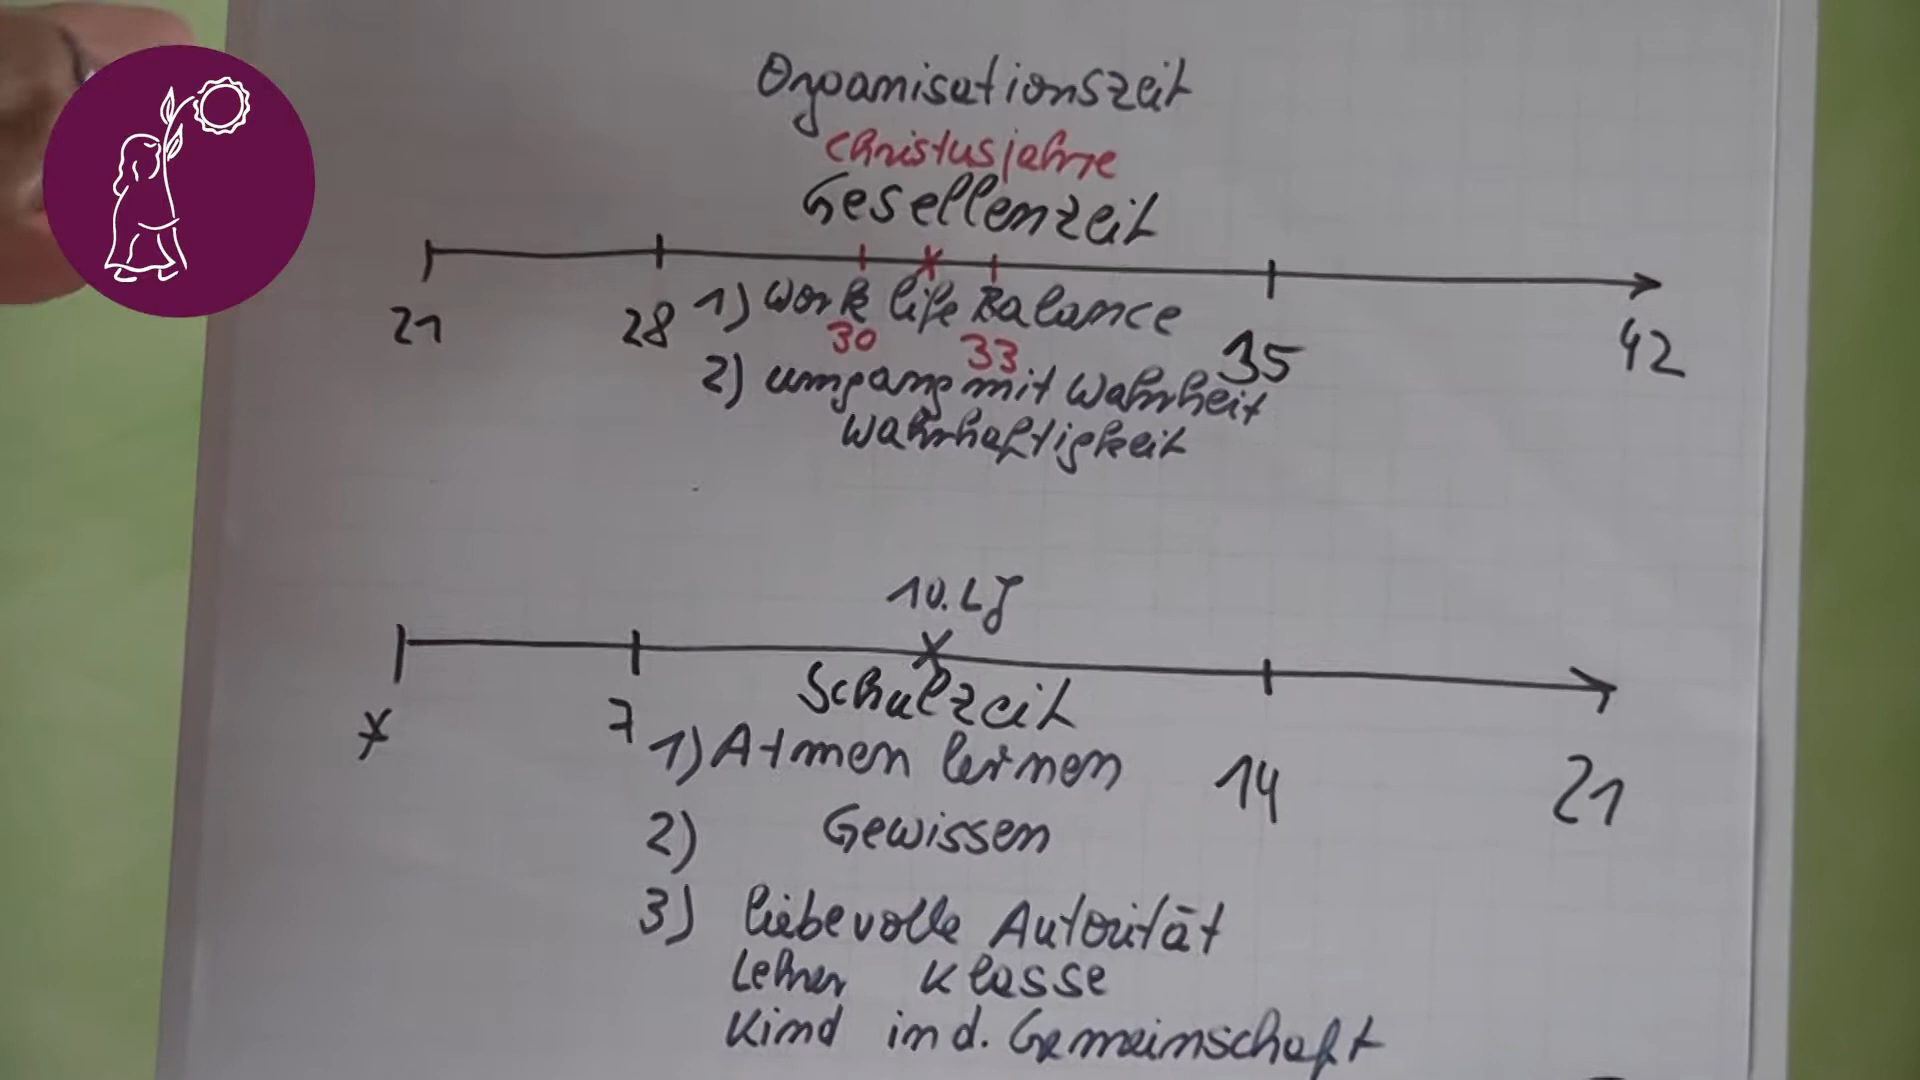 Organisationszeit
Christusjahre
Gesellenzeit
21 28 35 42
1) Work life Balance
30 33
2) umgang mit Wahrheit
Wahrhaftigkeit
10. LJ
Schulzeit
* 7 14 21
1) Atmen lernen
2) Gewissen
3) liebevolle Autorität
Lehrer Klasse
Kind in d. Gemeinschaft